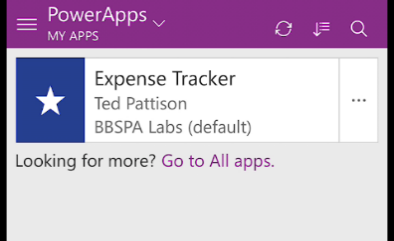 PowerApps
MY APPS
Expense Tracker
Ted Pattison
BBSPA Labs (default)
Looking for more? Go to All apps.